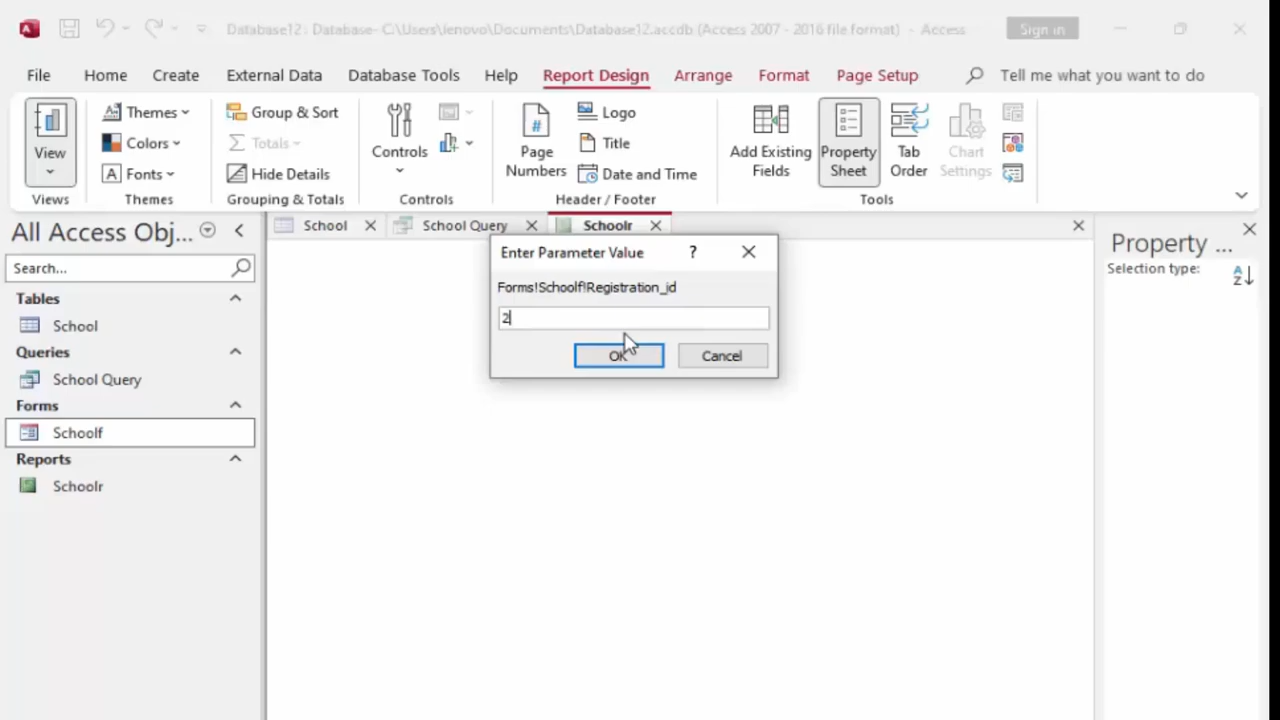 Database12 : Database- C:\Users\lenovo\Documents\Database12.accdb (Access 2007 - 2016 file format) - Access
Sign in
File Home Create External Data Database Tools Help Report Design Arrange Format Page Setup Tell me what you want to do
View
Views
Themes
Colors
Fonts
Themes
Group & Sort
Totals
Hide Details
Grouping & Totals
Controls
Controls
Page Numbers
Logo
Title
Date and Time
Header / Footer
Add Existing Fields
Property Sheet
Tab Order
Chart Settings
Tools
All Access Obj...
Search...
Tables
School
Queries
School Query
Forms
Schoolf
Reports
Schoolr
School
School Query
Schoolr
Enter Parameter Value ?
Forms!Schoolf!Registration_id
2
OK
Cancel
Property ...
Selection type: